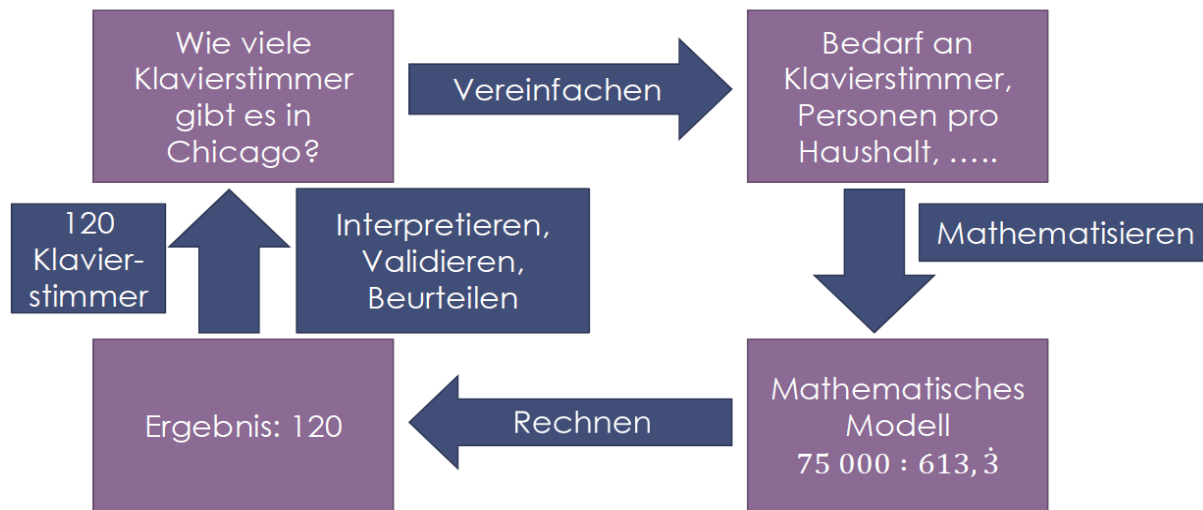 Wie viele
Klavierstimmer
gibt es in
Chicago?
Vereinfachen
Bedarf an
Klavierstimmer,
Personen pro
Haushalt, …..
Mathematisieren
Mathematisches
Modell
75 000 : 613, 3̇
Rechnen
Ergebnis: 120
Interpretieren,
Validieren,
Beurteilen
120
Klavier-
stimmer